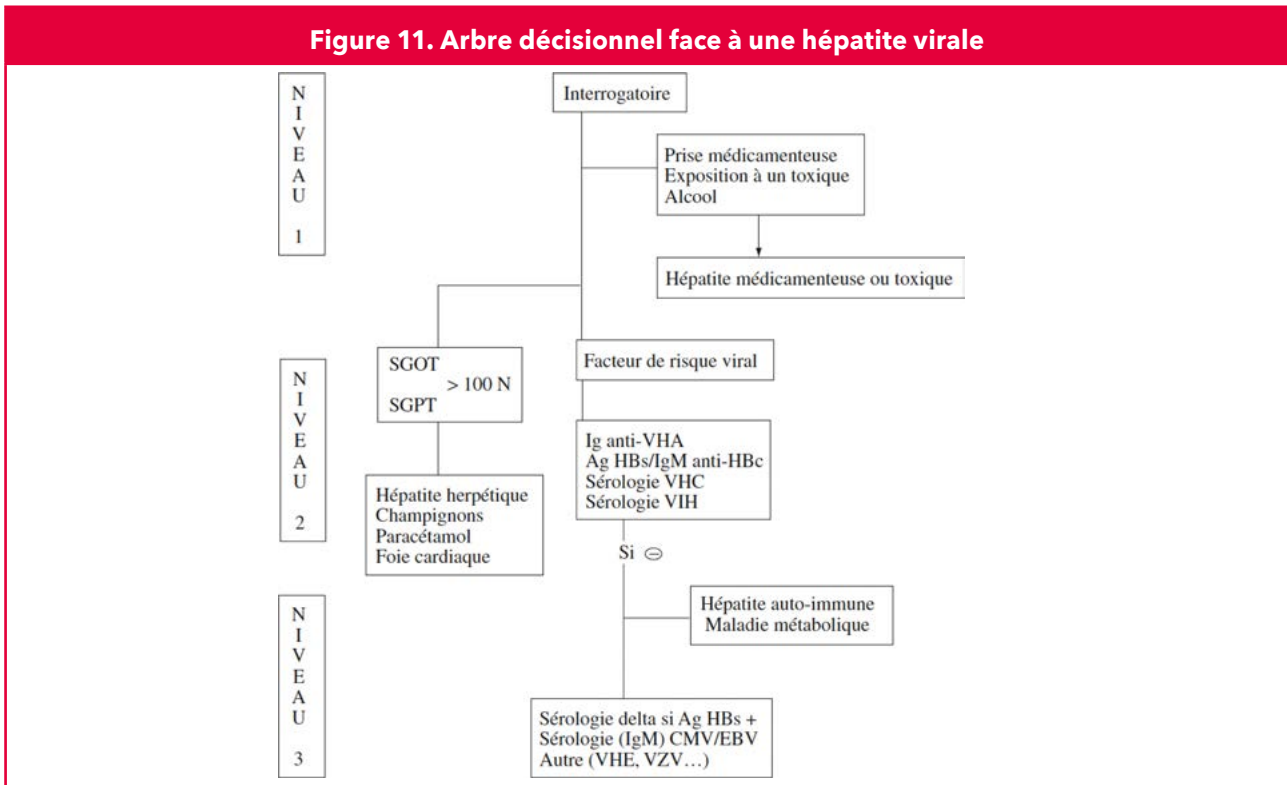 Figure 11. Arbre décisionnel face à une hépatite virale
N
I
V
E
A
U
1
Interrogatoire
Prise médicamenteuse
Exposition à un toxique
Alcool
Hépatite médicamenteuse ou toxique
N
I
V
E
A
U
2
SGOT
> 100 N
SGPT
Facteur de risque viral
Ig anti-VHA
Ag HBs/IgM anti-HBc
Sérologie VHC
Sérologie VIH
Hépatite herpétique
Champignons
Paracétamol
Foie cardiaque
Si ⊖
N
I
V
E
A
U
3
Hépatite auto-immune
Maladie métabolique
Sérologie delta si Ag HBs +
Sérologie (IgM) CMV/EBV
Autre (VHE, VZV…)